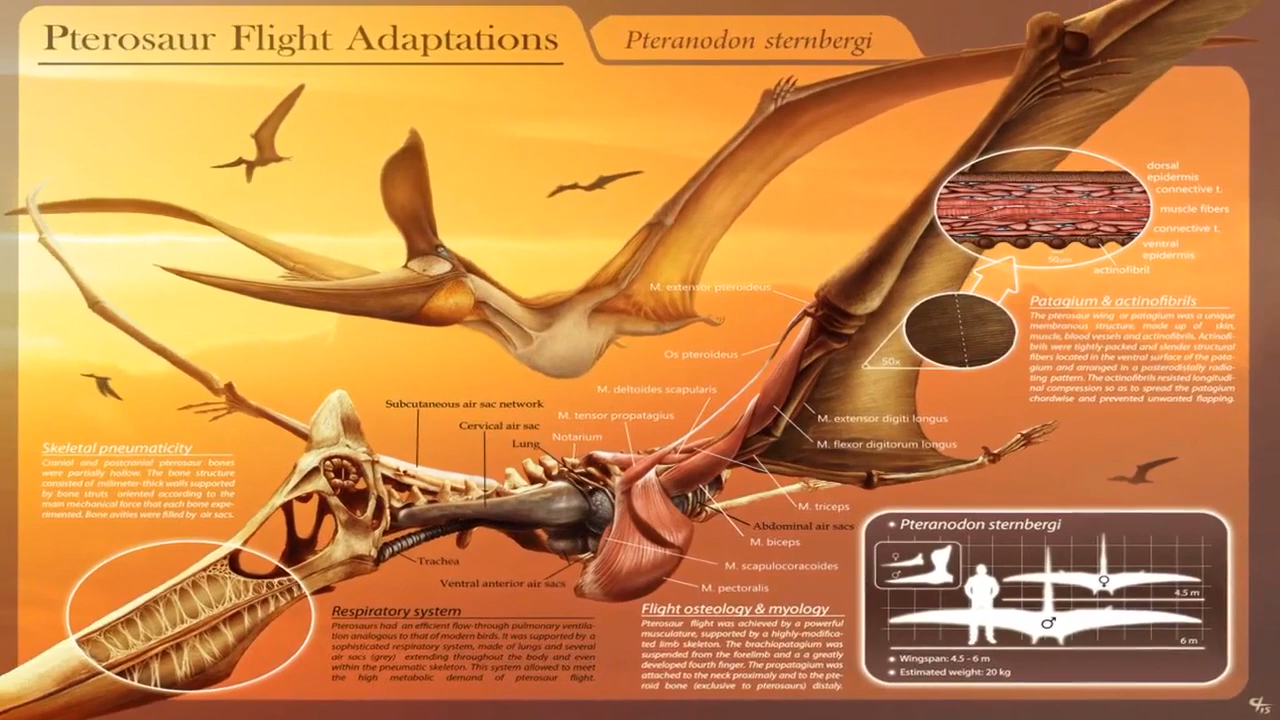 Pterosaur Flight Adaptations
Pteranodon sternbergi
dorsal
epidermis
connective t.
muscle fibers
connective t.
ventral
epidermis
actinofibril
50µm
50x
M. extensor pteroideus
Os pteroideus
M. deltoides scapularis
M. tensor propatagius
Notarium
Subcutaneous air sac network
Cervical air sac
Lung
M. extensor digiti longus
M. flexor digitorum longus
M. triceps
Abdominal air sacs
M. biceps
M. scapulocoracoides
M. pectoralis
Trachea
Ventral anterior air sacs
Patagium & actinofibrils
The pterosaur wing or patagium was a unique
membranous structure, made up of skin,
muscle, blood vessels and actinofibrils. Actinofi-
brils were tightly-packed and slender structural
fibers located in the ventral surface of the pata-
gium and arranged in a posterodistally radia-
ting pattern. The actinofibrils resisted longitudi-
nal compression so as to spread the patagium
chordwise and prevented unwanted flapping.
Skeletal pneumaticity
Cranial and postcranial pterosaur bones
were partially hollow. The bone structure
consisted of milimeter-thick walls supported
by bone struts oriented according to the
main mechanical force that each bone expe-
rimented. Bone avities were filled by air sacs.
Respiratory system
Pterosaurs had an efficient flow-through pulmonary ventila-
tion analogous to that of modern birds. It was supported by a
sophisticated respiratory system, made of lungs and several
air sacs (grey) extending throughout the body and even
within the pneumatic skeleton. This system allowed to meet
the high metabolic demand of pterosaur flight.
Flight osteology & myology
Pterosaur flight was achieved by a powerful
musculature, supported by a highly-modifica-
ted limb skeleton. The brachiopatagium was
suspended from the forelimb and a a greatly
developed fourth finger. The propatagium was
attached to the neck proximaly and to the pte-
roid bone (exclusive to pterosaurs) distaly.
• Pteranodon sternbergi
♀
♂
♀
4.5 m
♂
6 m
• Wingspan: 4.5 - 6 m
• Estimated weight: 20 kg